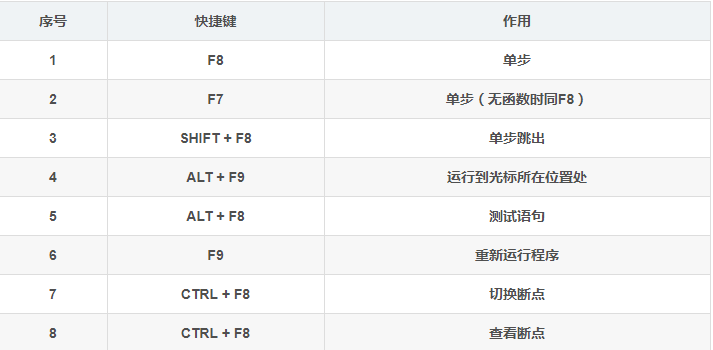 序号 快捷键 作用
1 F8 单步
2 F7 单步（无函数时同F8）
3 SHIFT + F8 单步跳出
4 ALT + F9 运行到光标所在位置处
5 ALT + F8 测试语句
6 F9 重新运行程序
7 CTRL + F8 切换断点
8 CTRL + F8 查看断点